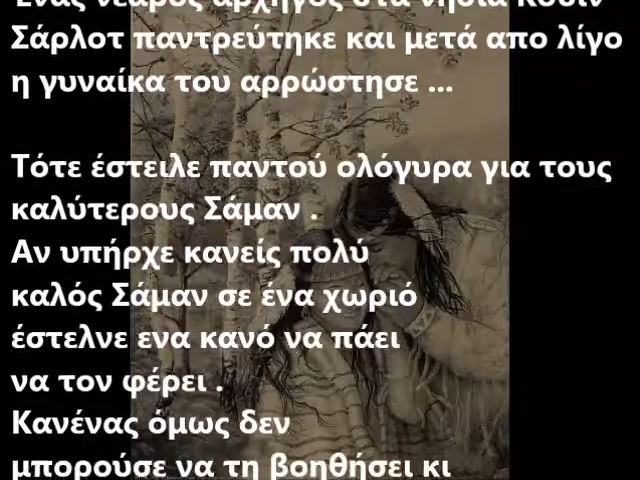 Ένας νεαρός αρχηγός στα νησιά Κουίν
Σάρλοτ παντρεύτηκε και μετά απο λίγο
η γυναίκα του αρρώστησε ...
Τότε έστειλε παντού ολόγυρα για τους
καλύτερους Σάμαν .
Αν υπήρχε κανείς πολύ
καλός Σάμαν σε ένα χωριό
έστελνε ενα κανό να πάει
να τον φέρει .
Κανένας όμως δεν
μπορούσε να τη βοηθήσει κι